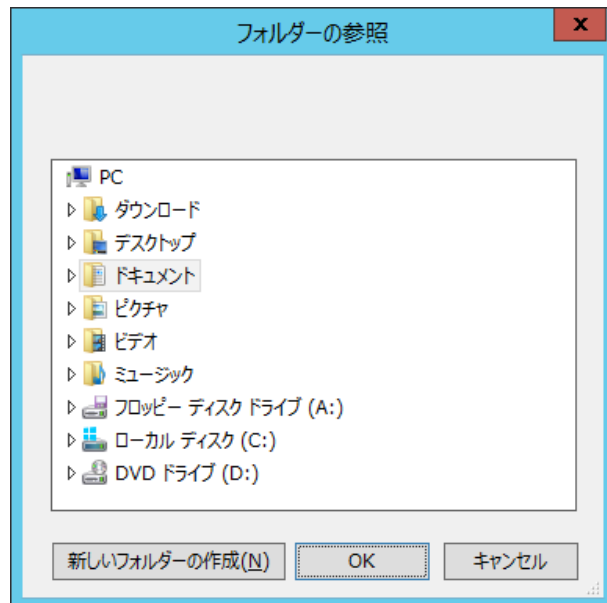 フォルダーの参照
PC
ダウンロード
デスクトップ
ドキュメント
ピクチャ
ビデオ
ミュージック
フロッピー ディスク ドライブ (A:)
ローカル ディスク (C:)
DVD ドライブ (D:)
新しいフォルダーの作成(N) OK キャンセル